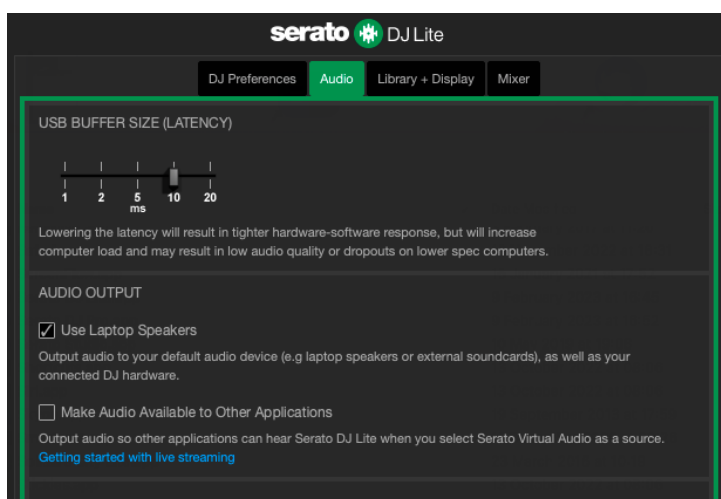 serato DJ Lite
DJ Preferences Audio Library + Display Mixer
USB BUFFER SIZE (LATENCY)
1 2 5 10 20
ms
Lowering the latency will result in tighter hardware-software response, but will increase
computer load and may result in low audio quality or dropouts on lower spec computers.
AUDIO OUTPUT
Use Laptop Speakers
Output audio to your default audio device (e.g laptop speakers or external soundcards), as well as your
connected DJ hardware.
Make Audio Available to Other Applications
Output audio so other applications can hear Serato DJ Lite when you select Serato Virtual Audio as a source.
Getting started with live streaming